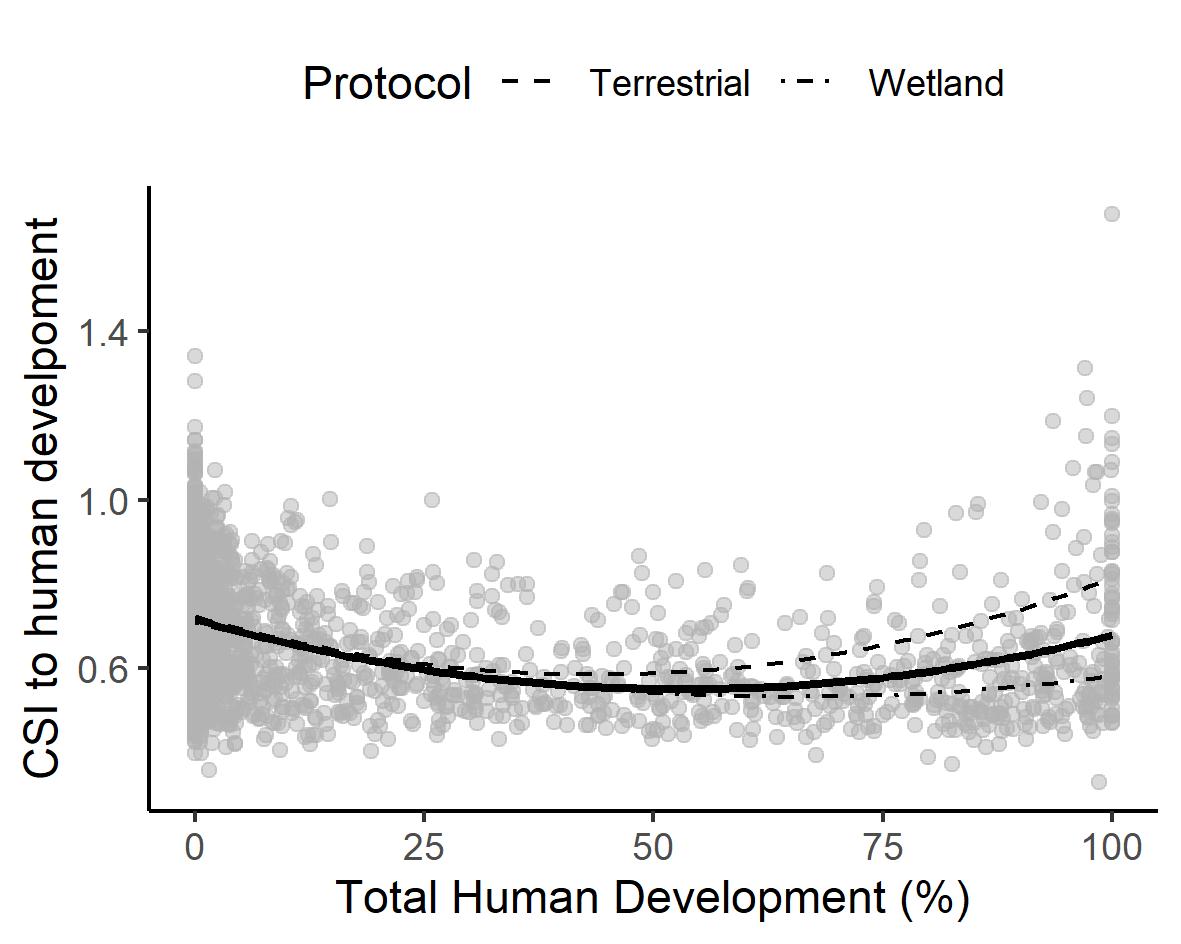 Protocol Terrestrial Wetland
CSI to human develpoment
1.4
1.0
0.6
0 25 50 75 100
Total Human Development (%)